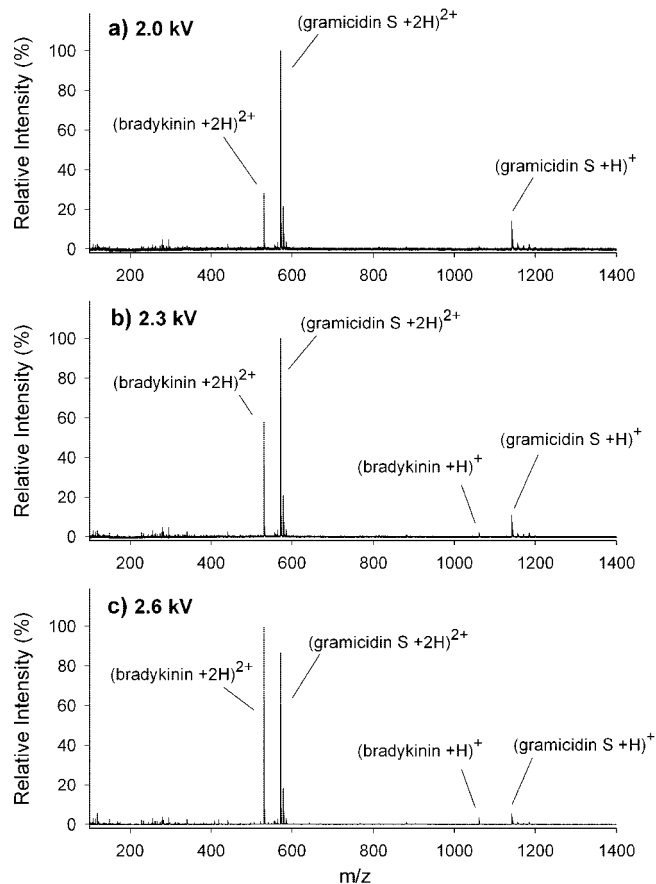 a) 2.0 kV
(gramicidin S +2H)2+
(bradykinin +2H)2+
(gramicidin S +H)+
Relative Intensity (%)
100
80
60
40
20
0
200 400 600 800 1000 1200 1400
b) 2.3 kV
(gramicidin S +2H)2+
(bradykinin +2H)2+
(bradykinin +H)+
(gramicidin S +H)+
Relative Intensity (%)
100
80
60
40
20
0
200 400 600 800 1000 1200 1400
c) 2.6 kV
(gramicidin S +2H)2+
(bradykinin +2H)2+
(bradykinin +H)+
(gramicidin S +H)+
Relative Intensity (%)
100
80
60
40
20
0
200 400 600 800 1000 1200 1400
m/z